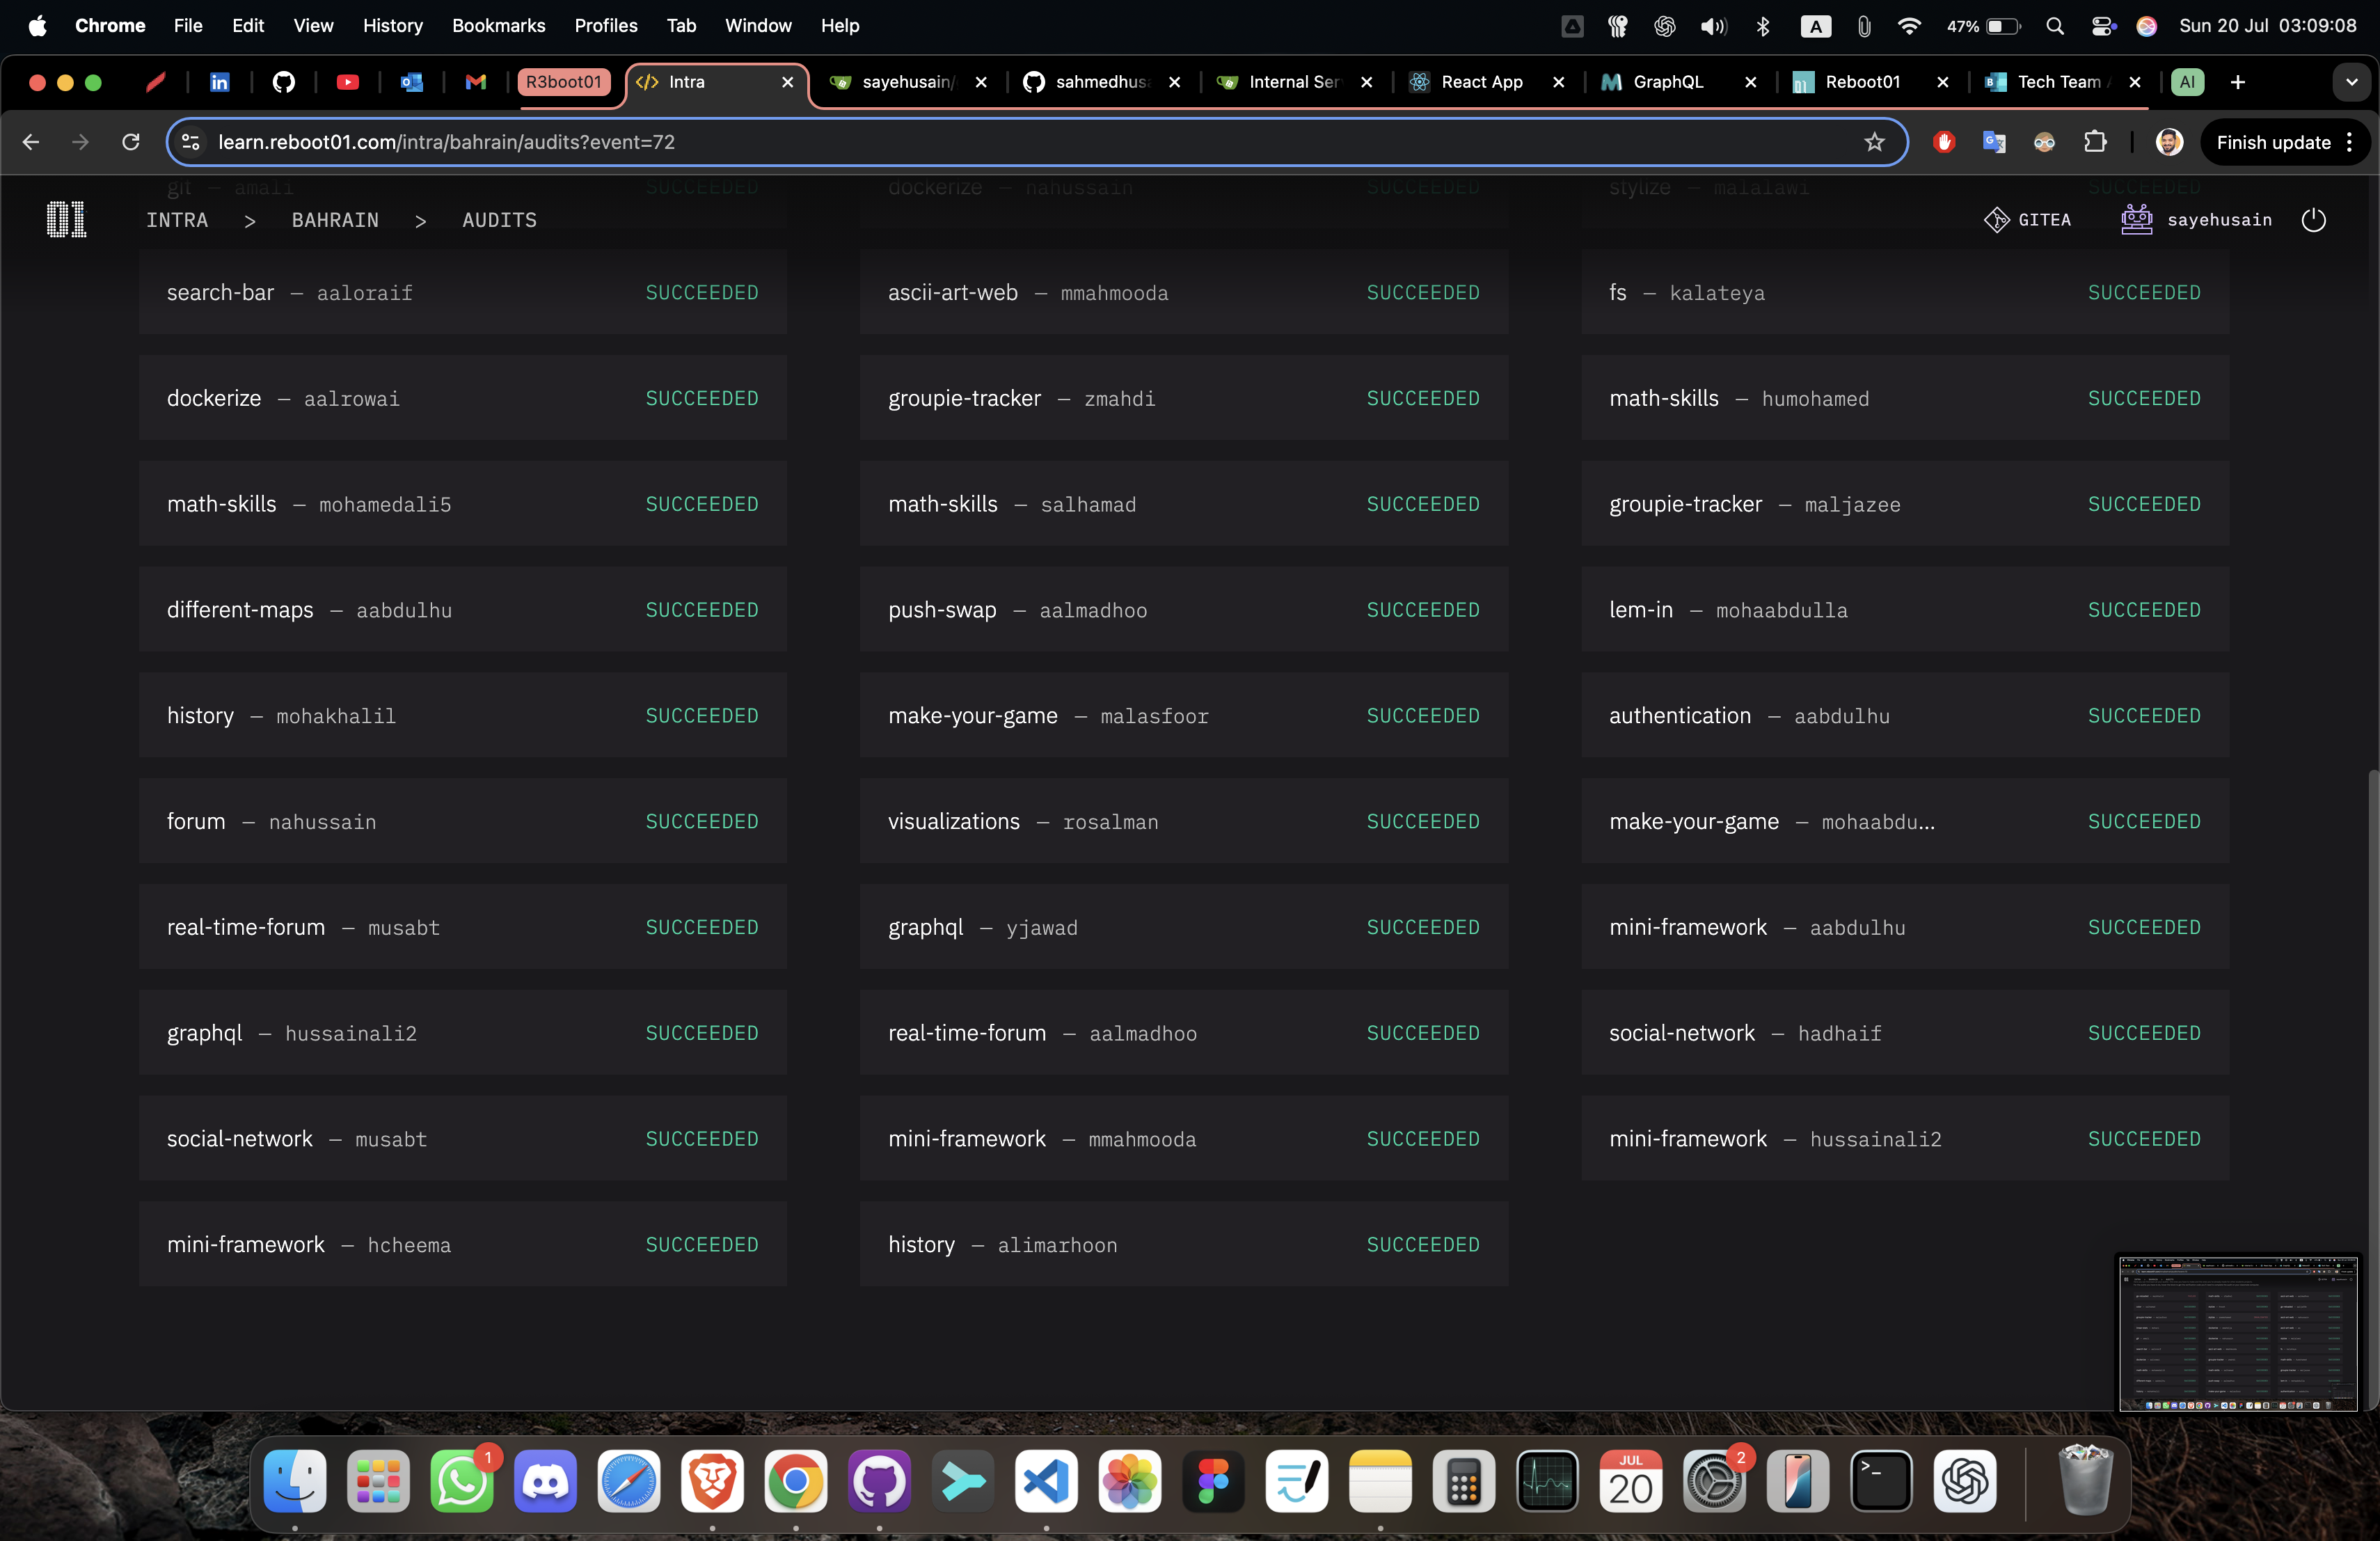 Chrome File Edit View History Bookmarks Profiles Tab Window Help A 47% Sun 20 Jul 03:09:08
R3boot01 Intra sayehusain/ sahmedhusa Internal Ser React App GraphQL Reboot01 Tech Team AI
learn.reboot01.com/intra/bahrain/audits?event=72 Finish update
git — amali SUCCEEDED dockerize — nahussain SUCCEEDED stylize — malalawi SUCCEEDED
01 INTRA > BAHRAIN > AUDITS GITEA sayehusain
search-bar — aaloraif SUCCEEDED ascii-art-web — mmahmooda SUCCEEDED fs — kalateya SUCCEEDED
dockerize — aalrowai SUCCEEDED groupie-tracker — zmahdi SUCCEEDED math-skills — humohamed SUCCEEDED
math-skills — mohamedali5 SUCCEEDED math-skills — salhamad SUCCEEDED groupie-tracker — maljazee SUCCEEDED
different-maps — aabdulhu SUCCEEDED push-swap — aalmadhoo SUCCEEDED lem-in — mohaabdulla SUCCEEDED
history — mohakhalil SUCCEEDED make-your-game — malasfoor SUCCEEDED authentication — aabdulhu SUCCEEDED
forum — nahussain SUCCEEDED visualizations — rosalman SUCCEEDED make-your-game — mohaabdu... SUCCEEDED
real-time-forum — musabt SUCCEEDED graphql — yjawad SUCCEEDED mini-framework — aabdulhu SUCCEEDED
graphql — hussainali2 SUCCEEDED real-time-forum — aalmadhoo SUCCEEDED social-network — hadhaif SUCCEEDED
social-network — musabt SUCCEEDED mini-framework — mmahmooda SUCCEEDED mini-framework — hussainali2 SUCCEEDED
mini-framework — hcheema SUCCEEDED history — alimarhoon SUCCEEDED
1 JUL 20 2